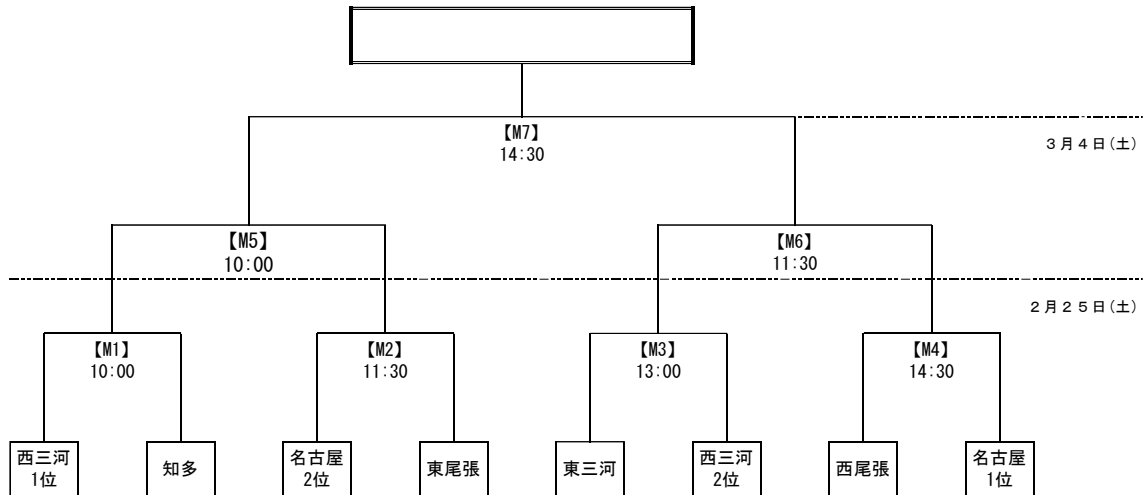 【M7】
14:30
3月4日(土)
【M5】
10:00
【M6】
11:30
2月25日(土)
【M1】
10:00
【M2】
11:30
【M3】
13:00
【M4】
14:30
西三河
1位
知多
名古屋
2位
東尾張
東三河
西三河
2位
西尾張
名古屋
1位